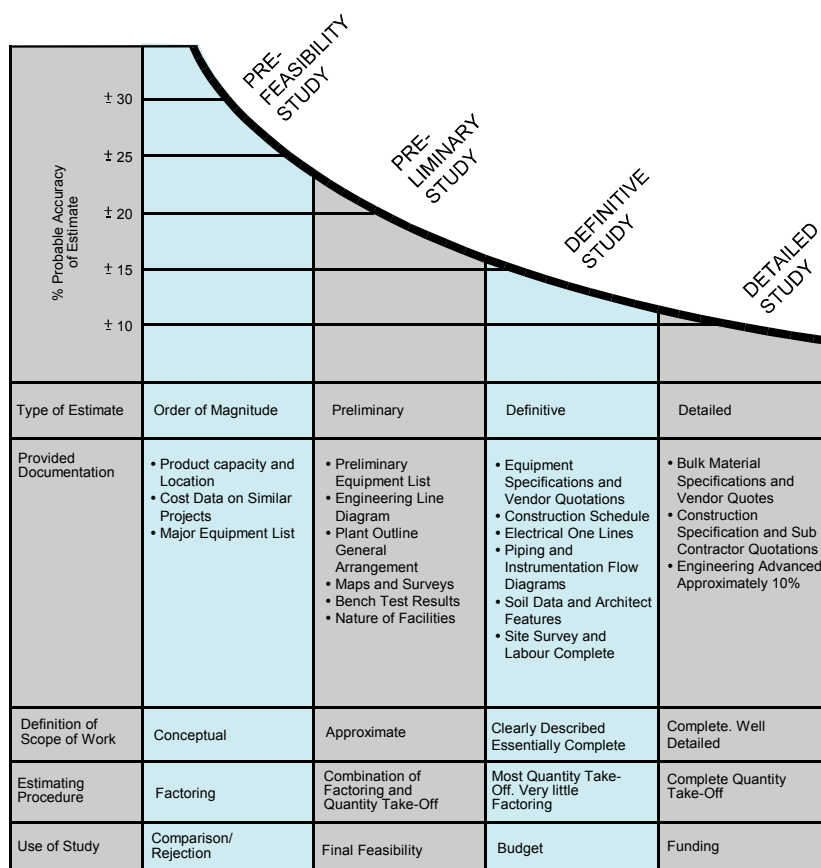 PRE-
FEASIBILITY
STUDY
PRE-
LIMINARY
STUDY
DEFINITIVE
STUDY
DETAILED
STUDY
% Probable Accuracy
of Estimate
± 30
± 25
± 20
± 15
± 10
Type of Estimate
Order of Magnitude
Preliminary
Definitive
Detailed
Provided
Documentation
• Product capacity and
Location
• Cost Data on Similar
Projects
• Major Equipment List
• Preliminary
Equipment List
• Engineering Line
Diagram
• Plant Outline
General
Arrangement
• Maps and Surveys
• Bench Test Results
• Nature of Facilities
• Equipment
Specifications and
Vendor Quotations
• Construction Schedule
• Electrical One Lines
• Piping and
Instrumentation Flow
Diagrams
• Soil Data and Architect
Features
• Site Survey and
Labour Complete
• Bulk Material
Specifications and
Vendor Quotes
• Construction
Specification and Sub
Contractor Quotations
• Engineering Advanced
Approximately 10%
Definition of
Scope of Work
Conceptual
Approximate
Clearly Described
Essentially Complete
Complete. Well
Detailed
Estimating
Procedure
Factoring
Combination of
Factoring and
Quantity Take-Off
Most Quantity Take-
Off. Very little
Factoring
Complete Quantity
Take-Off
Use of Study
Comparison/
Rejection
Final Feasibility
Budget
Funding